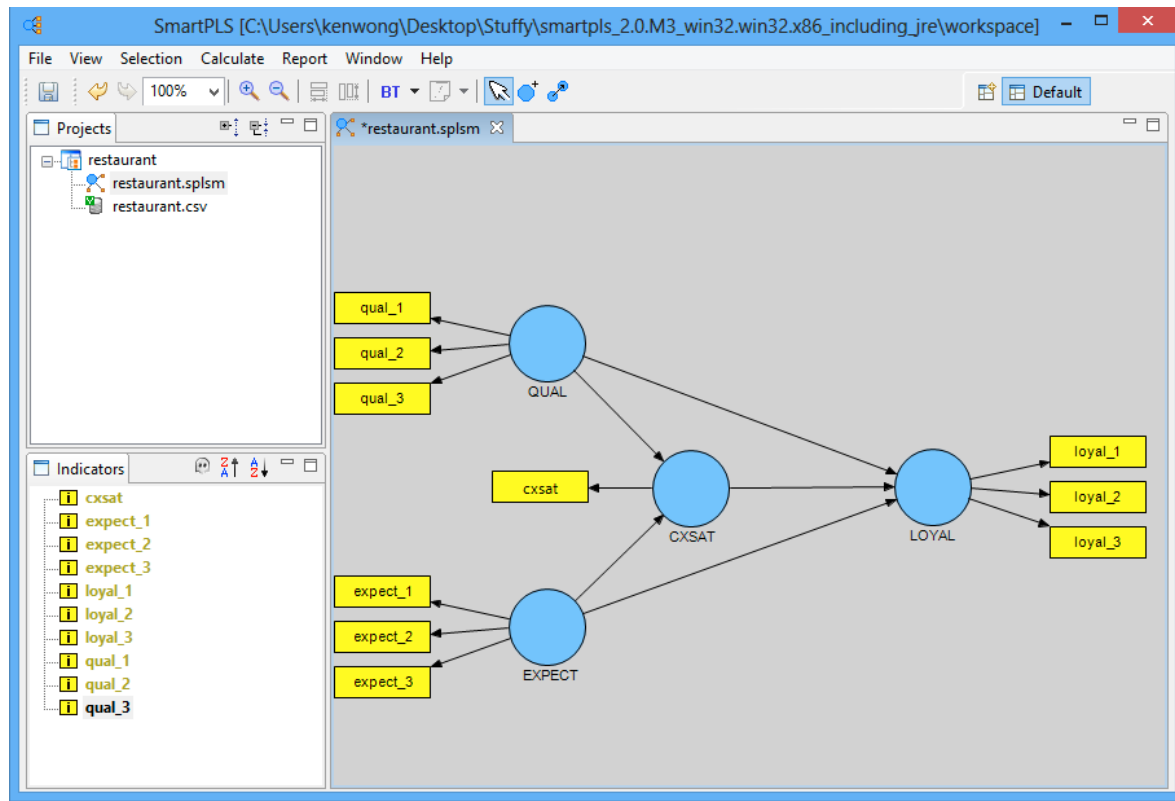 SmartPLS [C:\Users\kenwong\Desktop\Stuffy\smartpls_2.0.M3_win32.win32.x86_including_jre\workspace]
File View Selection Calculate Report Window Help
100% BT Default
Projects
restaurant
restaurant.splsm
restaurant.csv
Indicators
cxsat
expect_1
expect_2
expect_3
loyal_1
loyal_2
loyal_3
qual_1
qual_2
qual_3
*restaurant.splsm
qual_1
qual_2
qual_3
QUAL
cxsat
CXSAT
expect_1
expect_2
expect_3
EXPECT
LOYAL
loyal_1
loyal_2
loyal_3